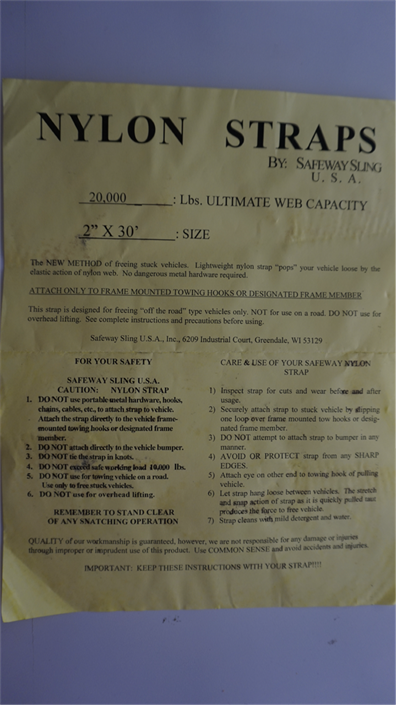 NYLON STRAPS
BY: SAFEWAY SLING
U. S. A.
20,000 : Lbs. ULTIMATE WEB CAPACITY
2" X 30' : SIZE
The NEW METHOD of freeing stuck vehicles. Lightweight nylon strap "pops" your vehicle loose by the
elastic action of nylon web. No dangerous metal hardware required.
ATTACH ONLY TO FRAME MOUNTED TOWING HOOKS OR DESIGNATED FRAME MEMBER
This strap is designed for freeing "off the road" type vehicles only. NOT for use on a road. DO NOT use for
overhead lifting. See complete instructions and precautions before using.
Safeway Sling U.S.A., Inc., 6209 Industrial Court, Greendale, WI 53129
FOR YOUR SAFETY
SAFEWAY SLING U.S.A.
CAUTION: NYLON STRAP
1. DO NOT use portable metal hardware, hooks,
chains, cables, etc., to attach strap to vehicle.
Attach the strap directly to the vehicle frame-
mounted towing hooks or designated frame
member.
2. DO NOT attach directly to the vehicle bumper.
3. DO NOT tie the strap in knots.
4. DO NOT exceed safe working load 10,000 lbs.
5. DO NOT use for towing vehicle on a road.
Use only to free stuck vehicles.
6. DO NOT use for overhead lifting.
REMEMBER TO STAND CLEAR
OF ANY SNATCHING OPERATION
CARE & USE OF YOUR SAFEWAY NYLON
STRAP
1) Inspect strap for cuts and wear before and after
usage.
2) Securely attach strap to stuck vehicle by slipping
one loop over frame mounted tow hooks or desig-
nated frame member.
3) DO NOT attempt to attach strap to bumper in any
manner.
4) AVOID OR PROTECT strap from any SHARP
EDGES.
5) Attach eye on other end to towing hook of pulling
vehicle.
6) Let strap hang loose between vehicles. The stretch
and snap action of strap as it is quickly pulled taut
produces the force to free vehicle.
7) Strap cleans with mild detergent and water.
QUALITY of our workmanship is guaranteed, however, we are not responsible for any damage or injuries
through improper or imprudent use of this product. Use COMMON SENSE and avoid accidents and injuries.
IMPORTANT: KEEP THESE INSTRUCTIONS WITH YOUR STRAP!!!!